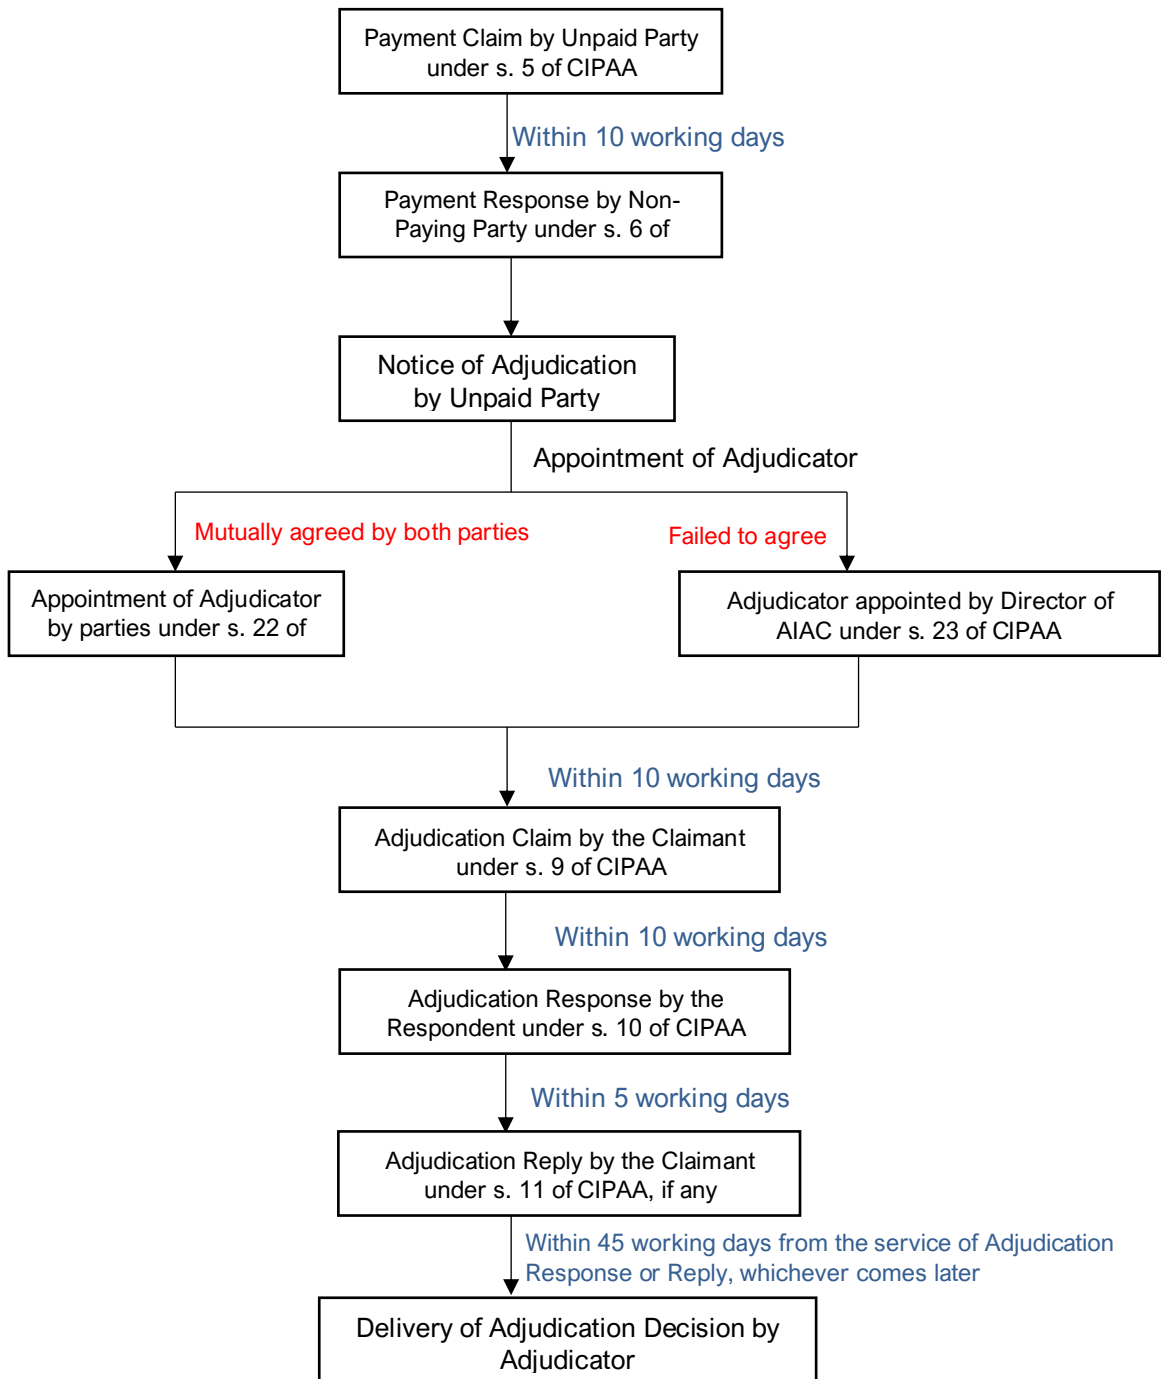 Payment Claim by Unpaid Party
under s. 5 of CIPAA
Within 10 working days
Payment Response by Non-
Paying Party under s. 6 of
Notice of Adjudication
by Unpaid Party
Appointment of Adjudicator
Mutually agreed by both parties
Failed to agree
Appointment of Adjudicator
by parties under s. 22 of
Adjudicator appointed by Director of
AIAC under s. 23 of CIPAA
Within 10 working days
Adjudication Claim by the Claimant
under s. 9 of CIPAA
Within 10 working days
Adjudication Response by the
Respondent under s. 10 of CIPAA
Within 5 working days
Adjudication Reply by the Claimant
under s. 11 of CIPAA, if any
Within 45 working days from the service of Adjudication
Response or Reply, whichever comes later
Delivery of Adjudication Decision by
Adjudicator